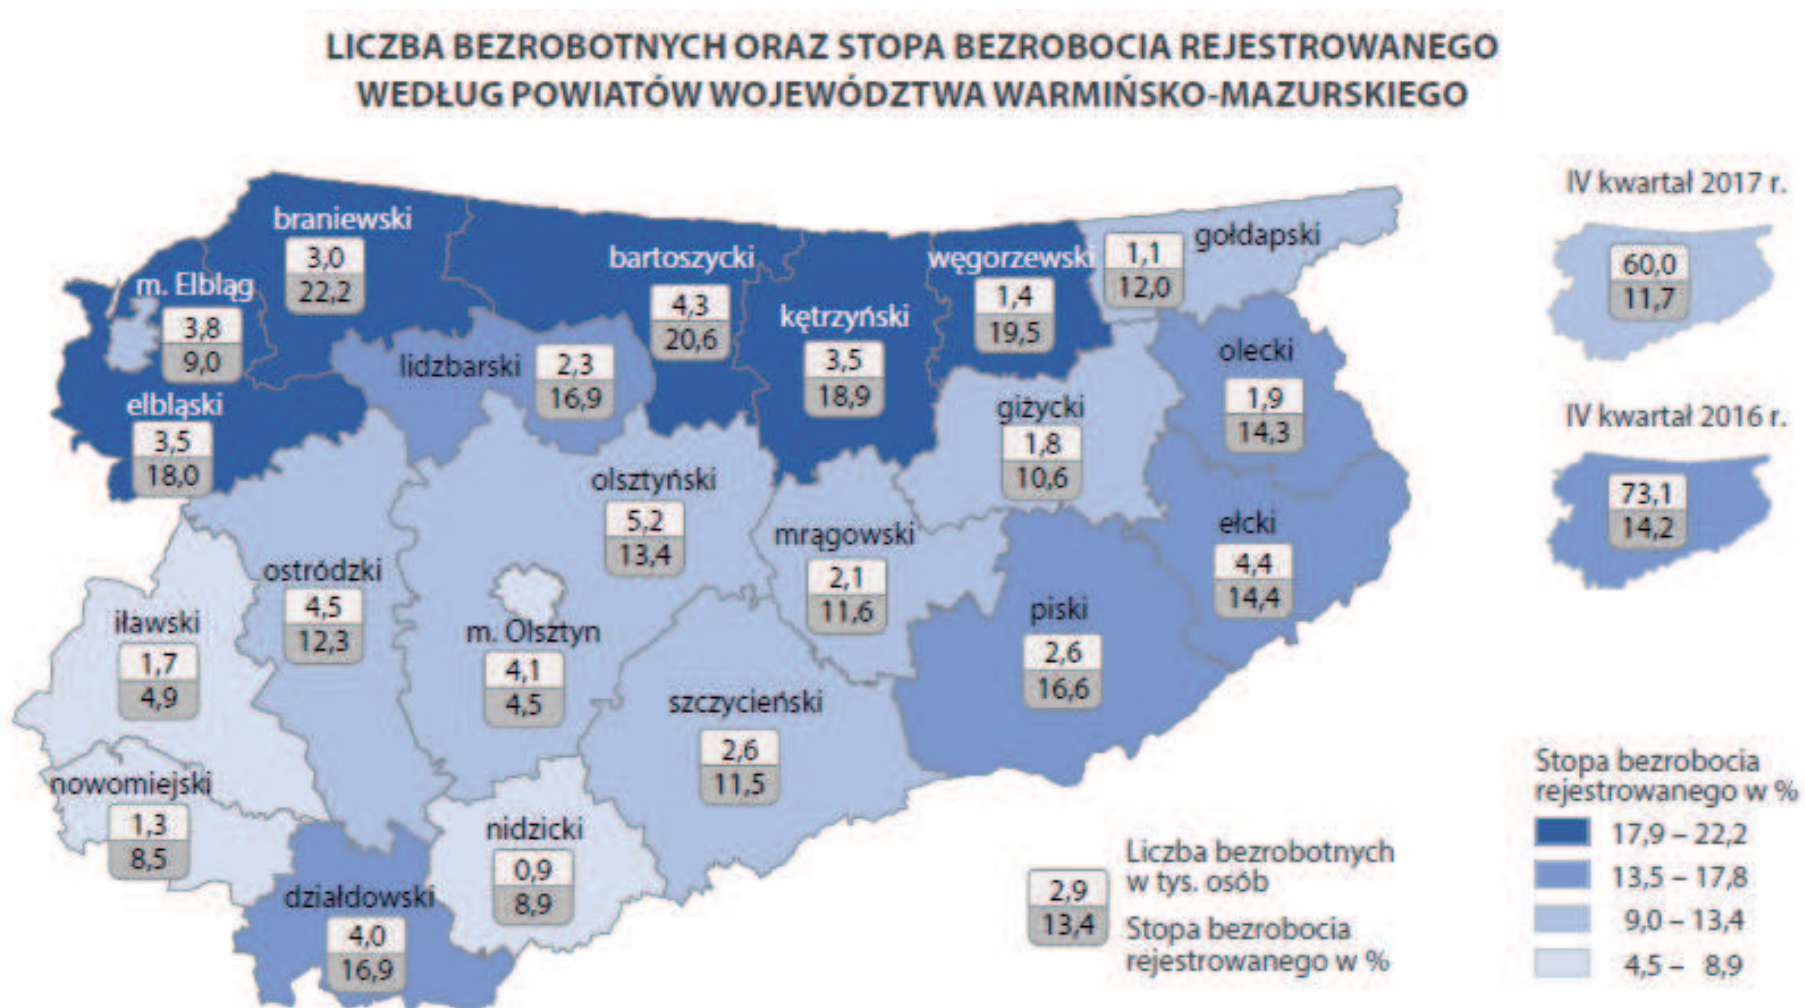 LICZBA BEZROBOTNYCH ORAZ STOPA BEZROBOCIA REJESTROWANEGO
WEDŁUG POWIATÓW WOJEWÓDZTWA WARMIŃSKO-MAZURSKIEGO
IV kwartał 2017 r.
60,0
11,7
IV kwartał 2016 r.
73,1
14,2
braniewski
3,0
22,2
m. Elbląg
3,8
9,0
elbląski
3,5
18,0
bartoszycki
4,3
20,6
lidzbarski
2,3
16,9
kętrzyński
3,5
18,9
węgorzewski
1,4
19,5
gołdapski
1,1
12,0
olecki
1,9
14,3
giżycki
1,8
10,6
ełcki
4,4
14,4
olsztyński
5,2
13,4
mrągowski
2,1
11,6
piski
2,6
16,6
ostródzki
4,5
12,3
iławski
1,7
4,9
m. Olsztyn
4,1
4,5
szczycieński
2,6
11,5
nowomiejski
1,3
8,5
nidzicki
0,9
8,9
działdowski
4,0
16,9
2,9
13,4
Liczba bezrobotnych
w tys. osób
Stopa bezrobocia
rejestrowanego w %
Stopa bezrobocia
rejestrowanego w %
17,9 – 22,2
13,5 – 17,8
9,0 – 13,4
4,5 – 8,9